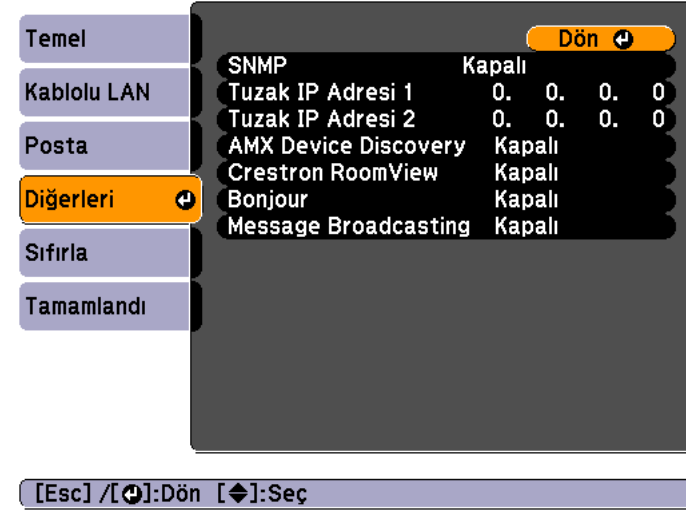 Temel
Kablolu LAN
Posta
Diğerleri
Sıfırla
Tamamlandı
Dön
SNMP Kapalı
Tuzak IP Adresi 1 0. 0. 0. 0
Tuzak IP Adresi 2 0. 0. 0. 0
AMX Device Discovery Kapalı
Crestron RoomView Kapalı
Bonjour Kapalı
Message Broadcasting Kapalı
[Esc] /[⏎]:Dön [◆]:Seç